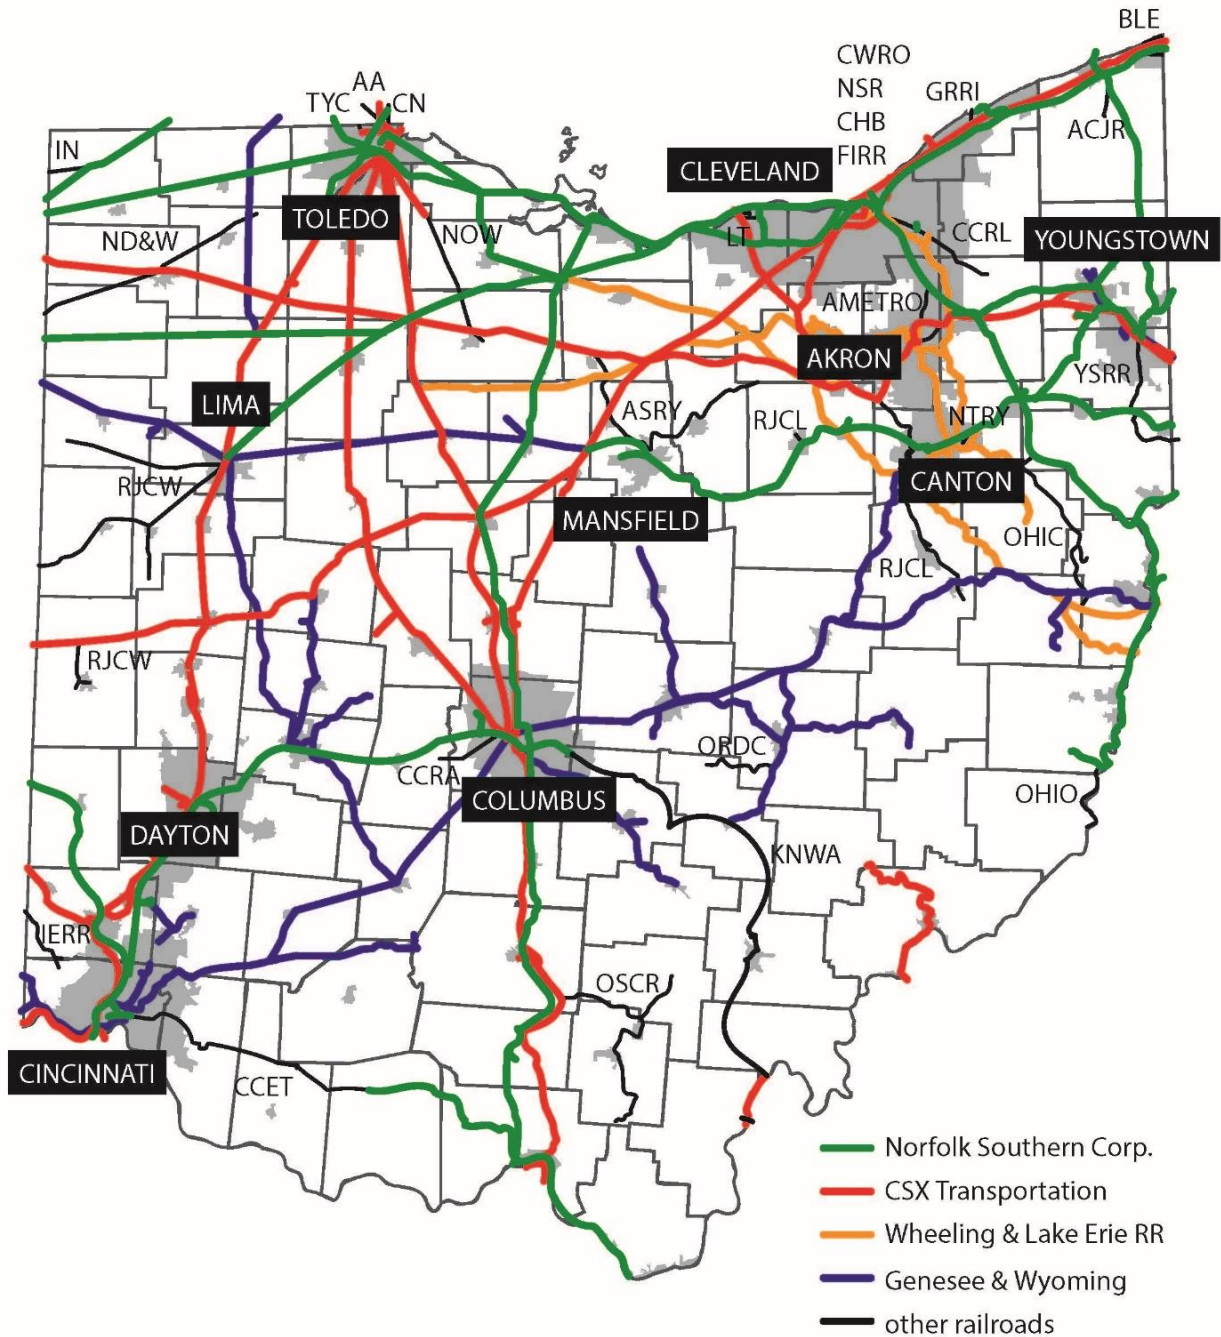 BLE
CWRO
NSR
CHB
FIRR
GRRI
ACJR
AA
TYC
CN
IN
CLEVELAND
TOLEDO
ND&W
NOW
LT
CCRL
YOUNGSTOWN
AMETRO
AKRON
YSRR
LIMA
ASRY
RJCL
NTRY
RJCW
CANTON
MANSFIELD
OHIC
RJCL
RJCW
ORDC
CCRA
COLUMBUS
OHIO
DAYTON
KNWA
IERR
OSCR
CINCINNATI
CCET
Norfolk Southern Corp.
CSX Transportation
Wheeling & Lake Erie RR
Genesee & Wyoming
other railroads